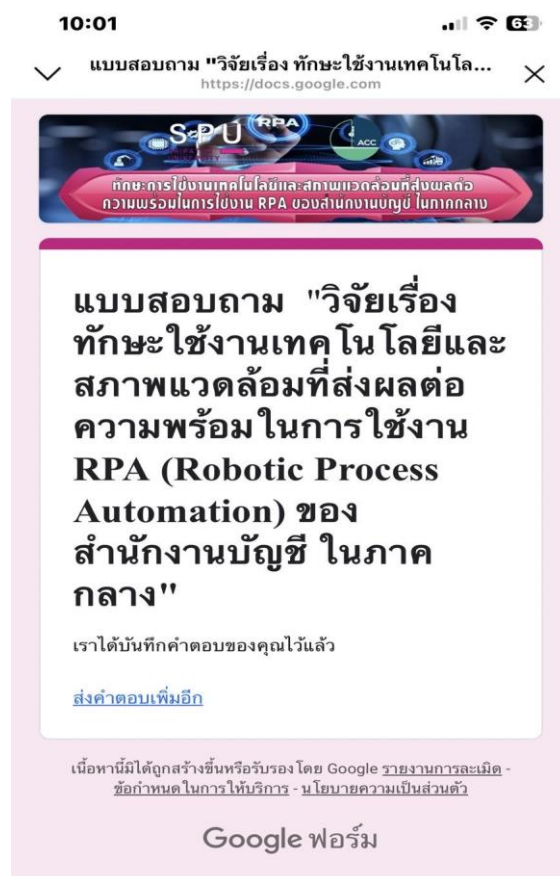 10:01
63
แบบสอบถาม "วิจัยเรื่อง ทักษะใช้งานเทคโนโล...
https://docs.google.com
SPU
RPA
ACC
ทักษะการใช้งานเทคโนโลยีและสภาพแวดล้อมที่ส่งผลต่อ
ความพร้อมในการใช้งาน RPA ของสำนักงานบัญชี ในภาคกลาง
แบบสอบถาม "วิจัยเรื่อง
ทักษะใช้งานเทคโนโลยีและ
สภาพแวดล้อมที่ส่งผลต่อ
ความพร้อมในการใช้งาน
RPA (Robotic Process
Automation) ของ
สำนักงานบัญชี ในภาค
กลาง"
เราได้บันทึกคำตอบของคุณไว้แล้ว
ส่งคำตอบเพิ่มอีก
เนื้อหานี้มิได้ถูกสร้างขึ้นหรือรับรองโดย Google รายงานการละเมิด -
ข้อกำหนดในการให้บริการ - นโยบายความเป็นส่วนตัว
Google ฟอร์ม